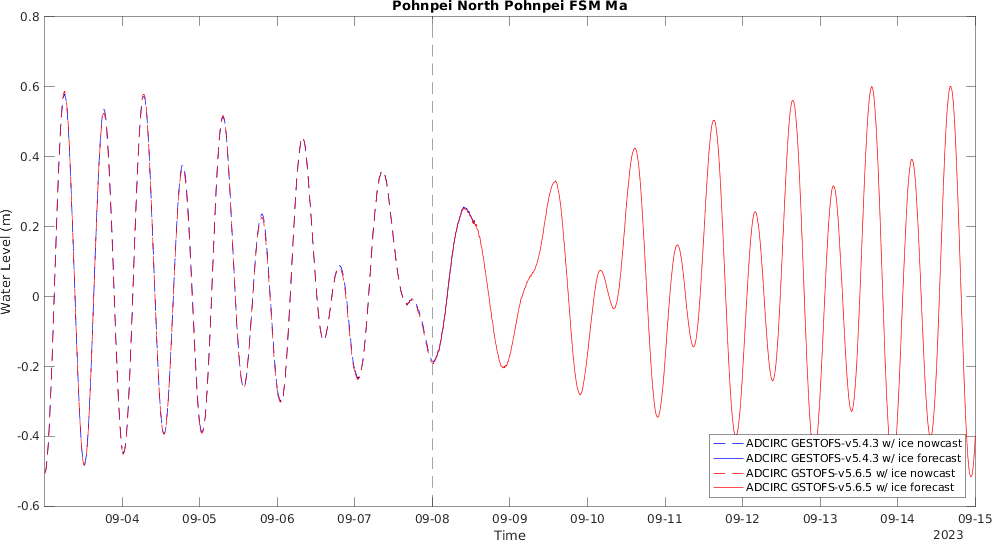 Pohnpei North Pohnpei FSM Ma
0.8
0.6
0.4
0.2
0
-0.2
-0.4
-0.6
Water Level (m)
ADCIRC GESTOFS-v5.4.3 w/ ice nowcast
ADCIRC GESTOFS-v5.4.3 w/ ice forecast
ADCIRC GSTOFS-v5.6.5 w/ ice nowcast
ADCIRC GSTOFS-v5.6.5 w/ ice forecast
09-04 09-05 09-06 09-07 09-08 09-09 09-10 09-11 09-12 09-13 09-14 09-15
Time
2023